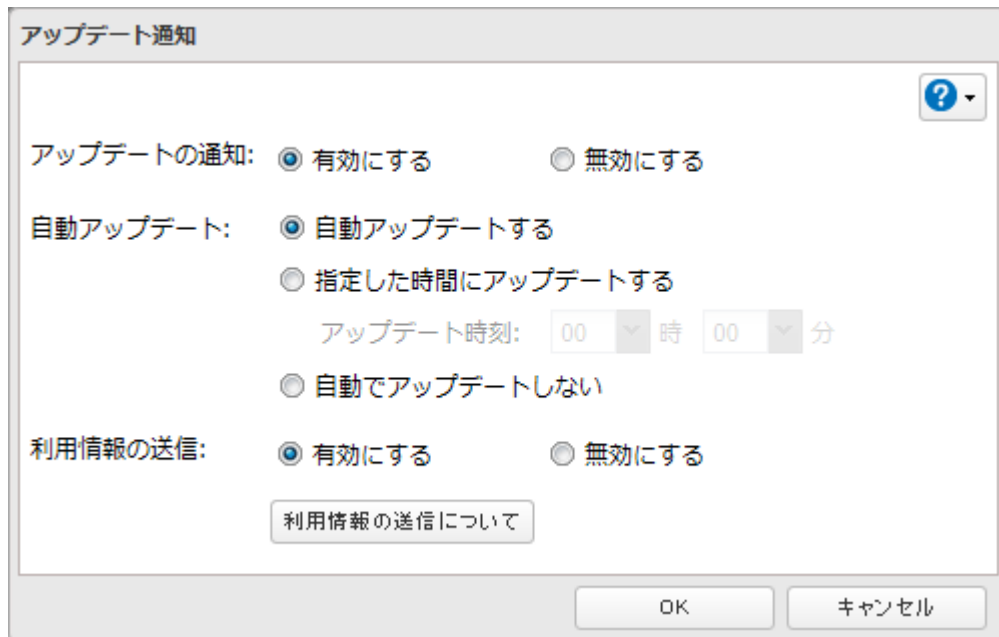 アップデート通知
?
アップデートの通知: 有効にする 無効にする
自動アップデート: 自動アップデートする
指定した時間にアップデートする
アップデート時刻: 00 時 00 分
自動でアップデートしない
利用情報の送信: 有効にする 無効にする
利用情報の送信について
OK キャンセル